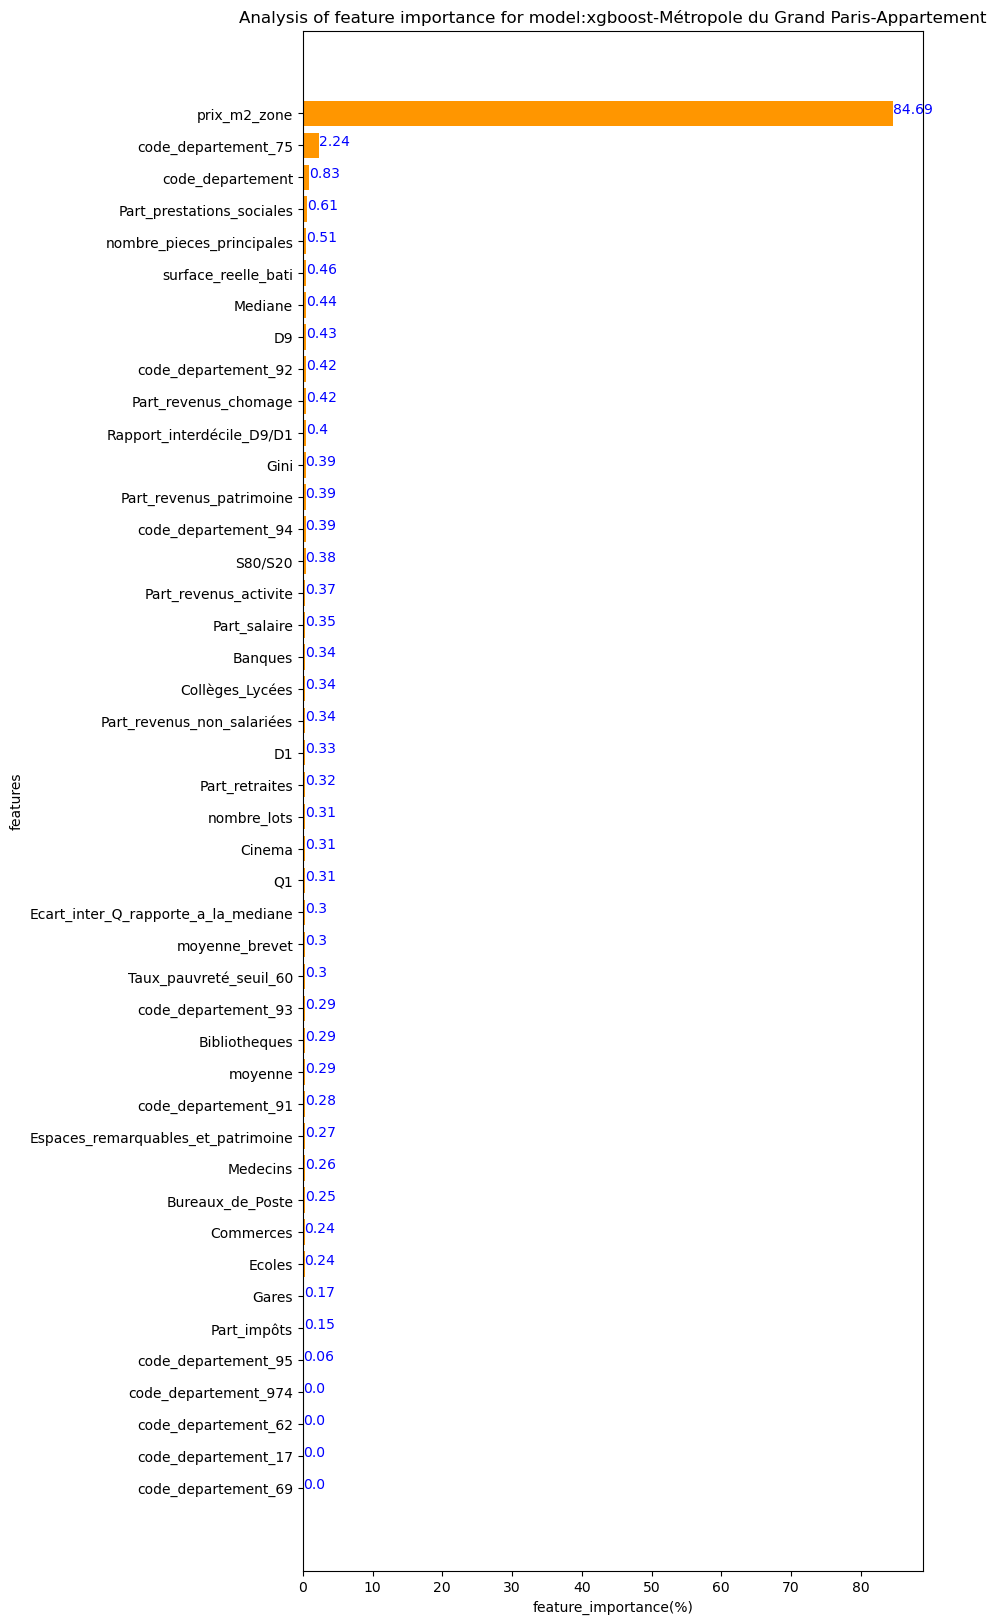 Analysis of feature importance for model:xgboost-Métropole du Grand Paris-Appartement
prix_m2_zone 84.69
code_departement_75 2.24
code_departement 0.83
Part_prestations_sociales 0.61
nombre_pieces_principales 0.51
surface_reelle_bati 0.46
Mediane 0.44
D9 0.43
code_departement_92 0.42
Part_revenus_chomage 0.42
Rapport_interdécile_D9/D1 0.4
Gini 0.39
Part_revenus_patrimoine 0.39
code_departement_94 0.39
S80/S20 0.38
Part_revenus_activite 0.37
Part_salaire 0.35
Banques 0.34
Collèges_Lycées 0.34
Part_revenus_non_salariées 0.34
D1 0.33
Part_retraites 0.32
nombre_lots 0.31
Cinema 0.31
Q1 0.31
Ecart_inter_Q_rapporte_a_la_mediane 0.3
moyenne_brevet 0.3
Taux_pauvreté_seuil_60 0.3
code_departement_93 0.29
Bibliotheques 0.29
moyenne 0.29
code_departement_91 0.28
Espaces_remarquables_et_patrimoine 0.27
Medecins 0.26
Bureaux_de_Poste 0.25
Commerces 0.24
Ecoles 0.24
Gares 0.17
Part_impôts 0.15
code_departement_95 0.06
code_departement_974 0.0
code_departement_62 0.0
code_departement_17 0.0
code_departement_69 0.0
features
0 10 20 30 40 50 60 70 80
feature_importance(%)